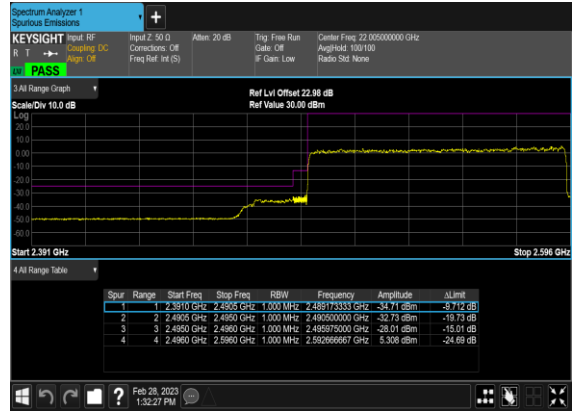 Spectrum Analyzer 1
Spurious Emissions
KEYSIGHT Input: RF
R T Coupling: DC
Align: Off
Input Z: 50 Ω
Corrections: Off
Freq Ref: Int (S)
Atten: 20 dB
Trig: Free Run
Gate: Off
IF Gain: Low
Center Freq: 22.005000000 GHz
Avg|Hold: 100/100
Radio Std: None
PASS
3 All Range Graph
Ref Lvl Offset 22.98 dB
Scale/Div 10.0 dB Ref Value 30.00 dBm
Log
20.0
10.0
0.00
-10.0
-20.0
-30.0
-40.0
-50.0
-60.0
Start 2.391 GHz Stop 2.596 GHz
4 All Range Table
Spur Range Start Freq Stop Freq RBW Frequency Amplitude ΔLimit
1 1 2.3910 GHz 2.4905 GHz 1.000 MHz 2.489173333 GHz -34.71 dBm -9.712 dB
2 2 2.4905 GHz 2.4950 GHz 1.000 MHz 2.490500000 GHz -32.73 dBm -19.73 dB
3 3 2.4950 GHz 2.4960 GHz 1.000 MHz 2.495975000 GHz -28.01 dBm -15.01 dB
4 4 2.4960 GHz 2.5960 GHz 1.000 MHz 2.592666667 GHz 5.308 dBm -24.69 dB
? Feb 28, 2023
1:32:27 PM